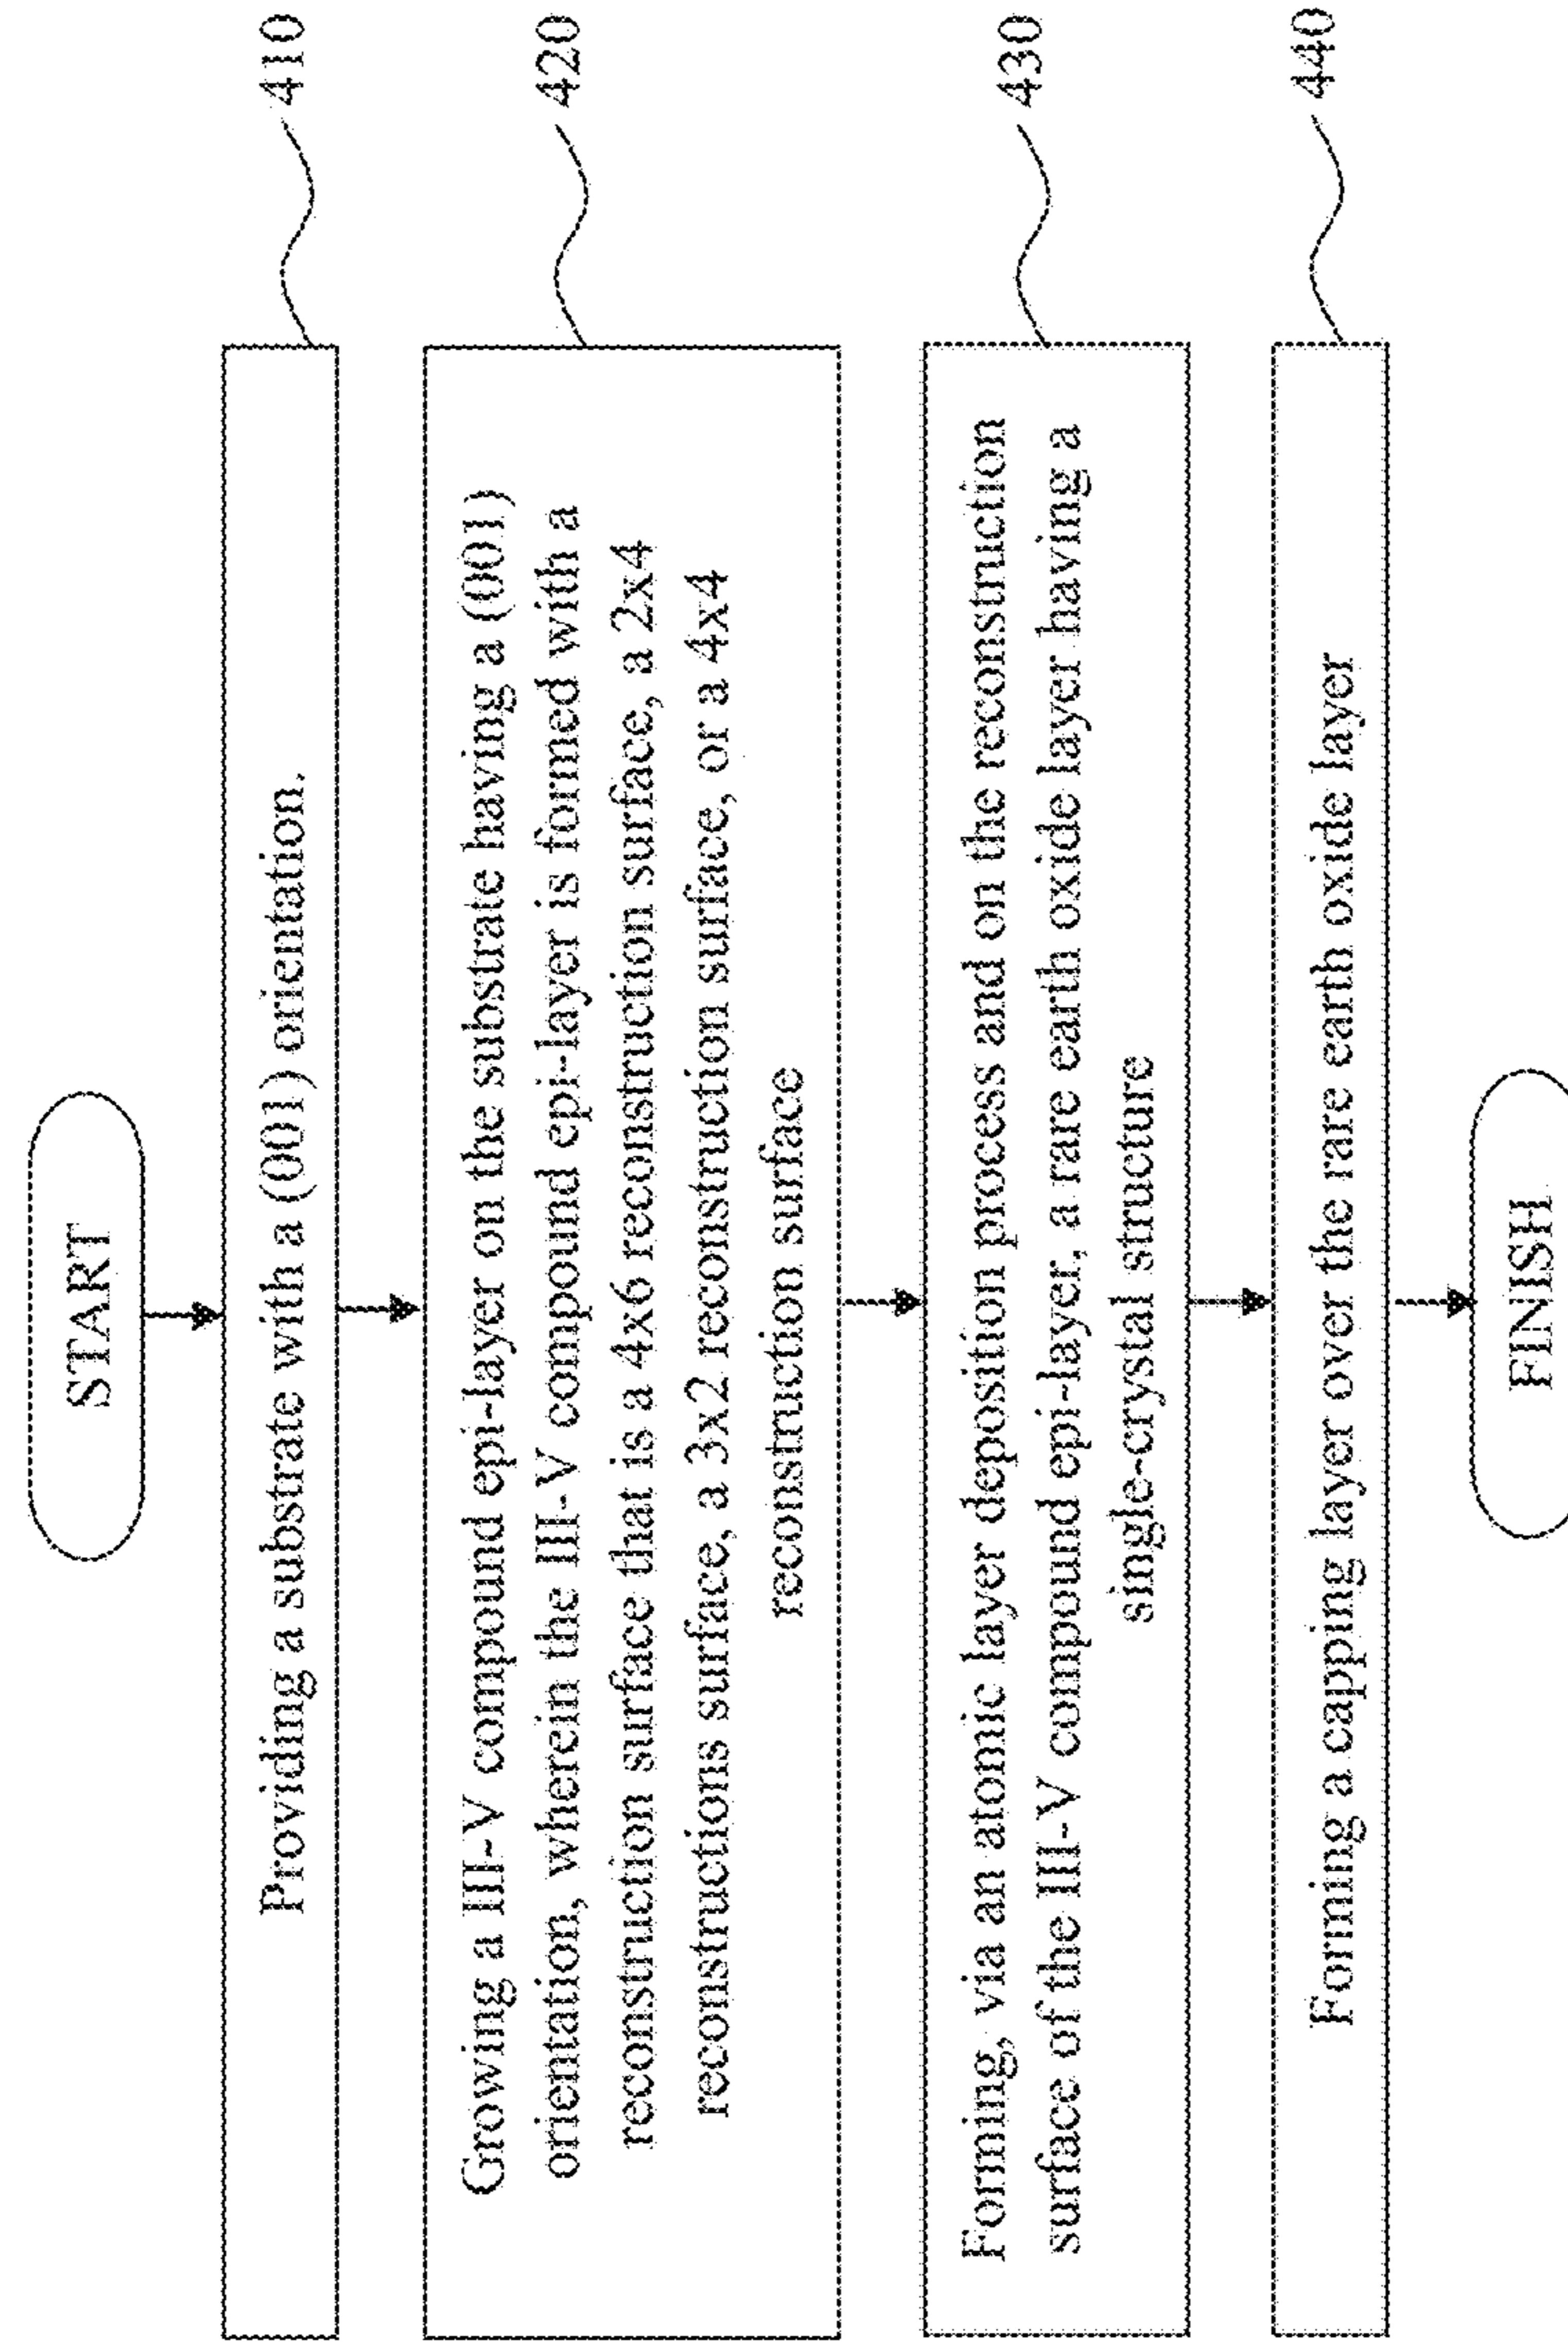 START
Providing a substrate with a (001) orientation.
410
Growing a III-V compound epi-layer on the substrate having a (001)
orientation, wherein the III-V compound epi-layer is formed with a
reconstruction surface that is a 4x6 reconstruction surface, a 2x4
reconstructions surface, a 3x2 reconstruction surface, or a 4x4
reconstruction surface
420
Forming, via an atomic layer deposition process and on the reconstruction
surface of the III-V compound epi-layer, a rare earth oxide layer having a
single-crystal structure
430
Forming a capping layer over the rare earth oxide layer
440
FINISH